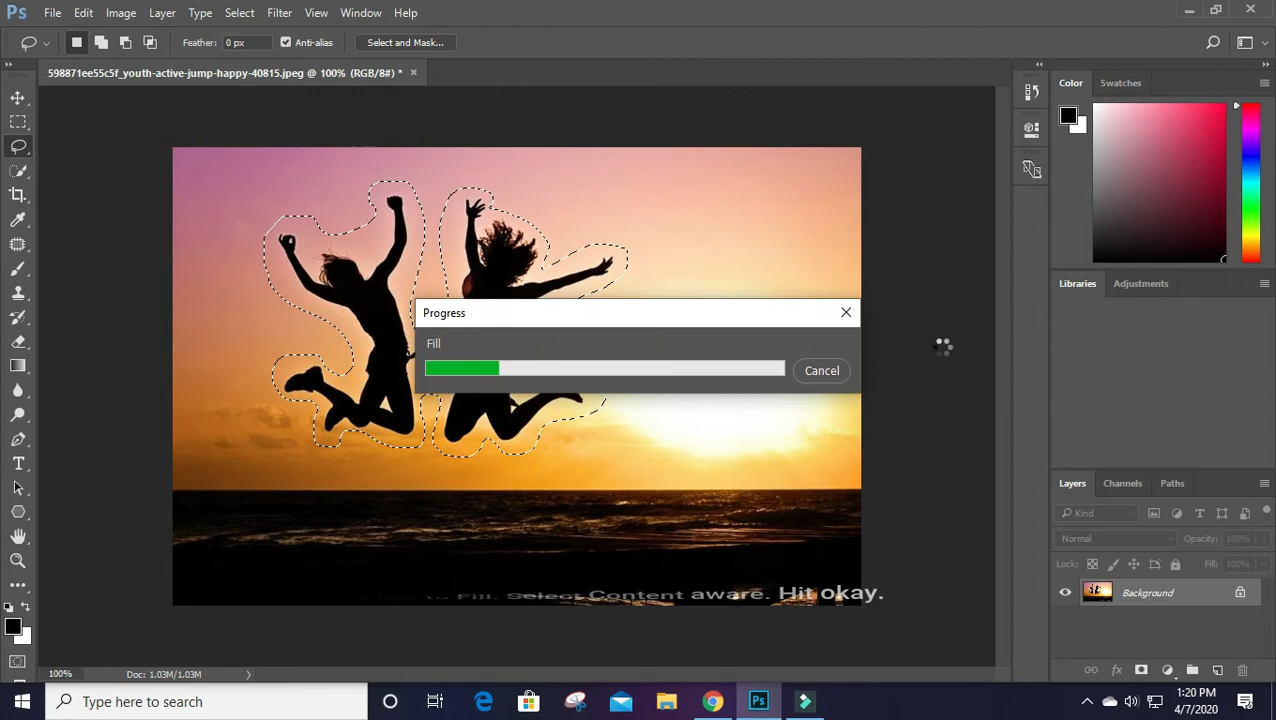 Ps File Edit Image Layer Type Select Filter View Window Help
Feather: 0 px Anti-alias Select and Mask...
598871ee55c5f_youth-active-jump-happy-40815.jpeg @ 100% (RGB/8#) *
Color Swatches
Libraries Adjustments
Progress
Fill
Cancel
Layers Channels Paths
Kind
Normal Opacity: 100%
Lock: Fill: 100%
Background
to Fill. Select Content aware. Hit okay.
100% Doc: 1.03M/1.03M
Type here to search
Ps
1:20 PM
4/7/2020